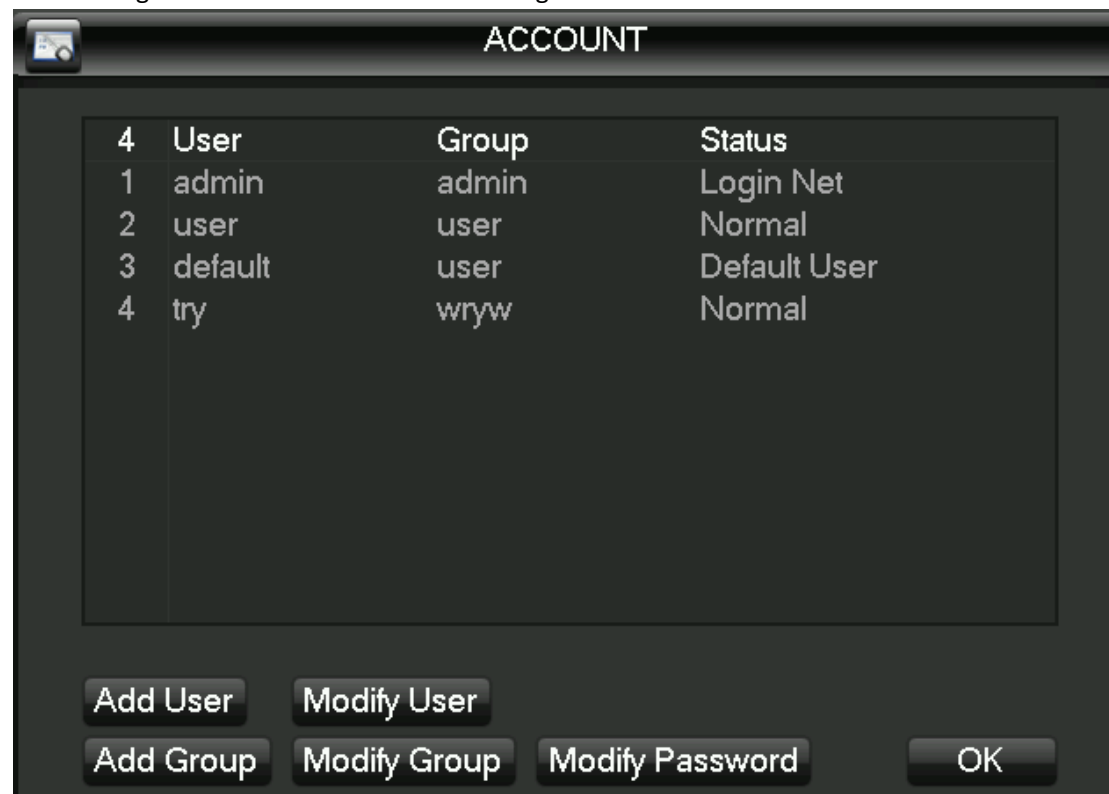 ACCOUNT
4 User Group Status
1 admin admin Login Net
2 user user Normal
3 default user Default User
4 try wryw Normal
Add User Modify User
Add Group Modify Group Modify Password OK